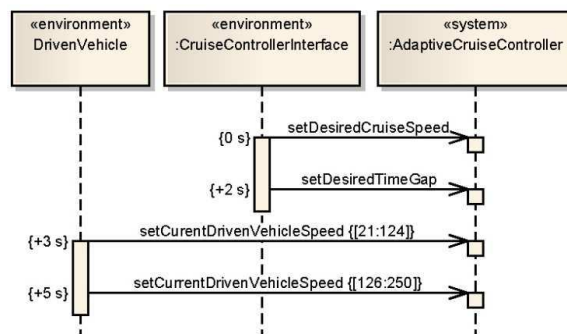 «environment»
DrivenVehicle
«environment»
:CruiseControllerInterface
«system»
:AdaptiveCruiseController
{0 s}
setDesiredCruiseSpeed
{+2 s}
setDesiredTimeGap
{+3 s}
setCurentDrivenVehicleSpeed {[21:124]}
{+5 s}
setCurrentDrivenVehicleSpeed {[126:250]}